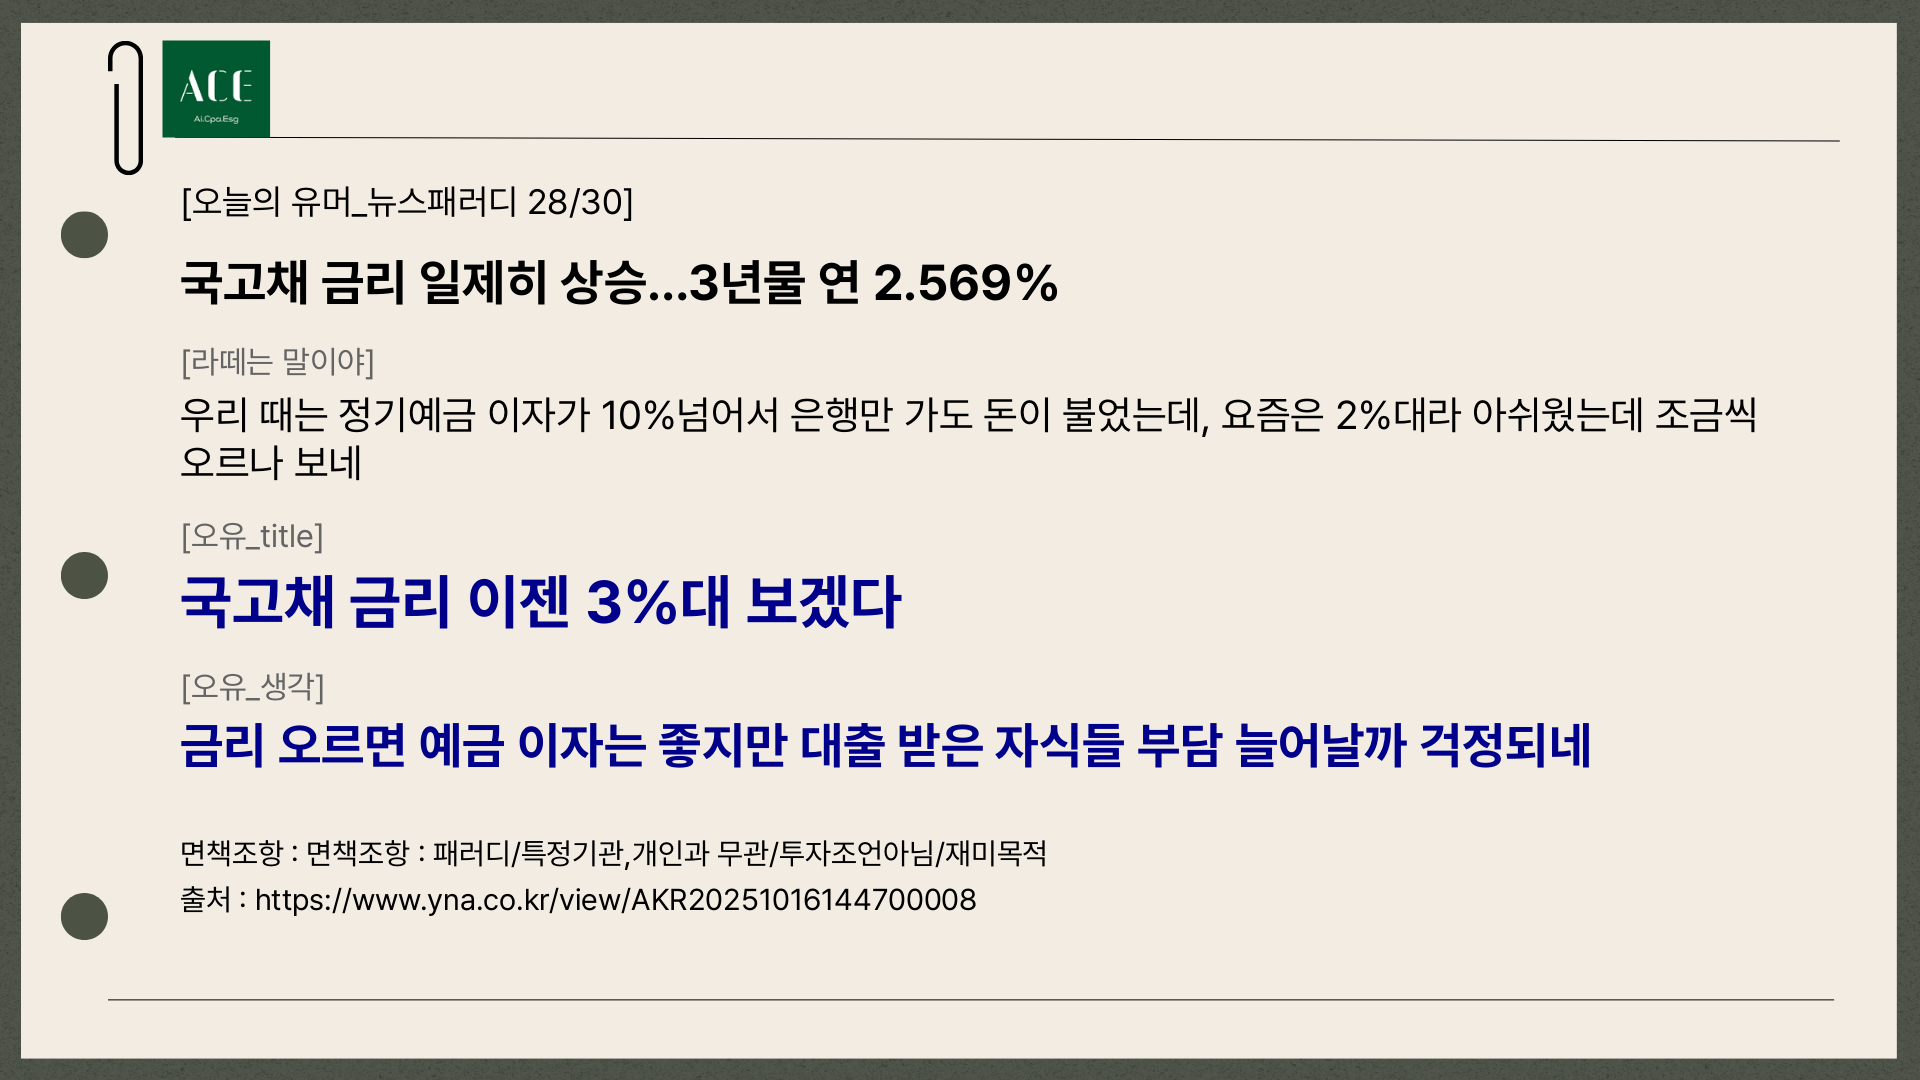 ACE
Ai.Cpa.Esg
[오늘의 유머_뉴스패러디 28/30]
국고채 금리 일제히 상승...3년물 연 2.569%
[라떼는 말이야]
우리 때는 정기예금 이자가 10%넘어서 은행만 가도 돈이 불었는데, 요즘은 2%대라 아쉬웠는데 조금씩
오르나 보네
[오유_title]
국고채 금리 이젠 3%대 보겠다
[오유_생각]
금리 오르면 예금 이자는 좋지만 대출 받은 자식들 부담 늘어날까 걱정되네
면책조항 : 면책조항 : 패러디/특정기관,개인과 무관/투자조언아님/재미목적
출처 : https://www.yna.co.kr/view/AKR20251016144700008